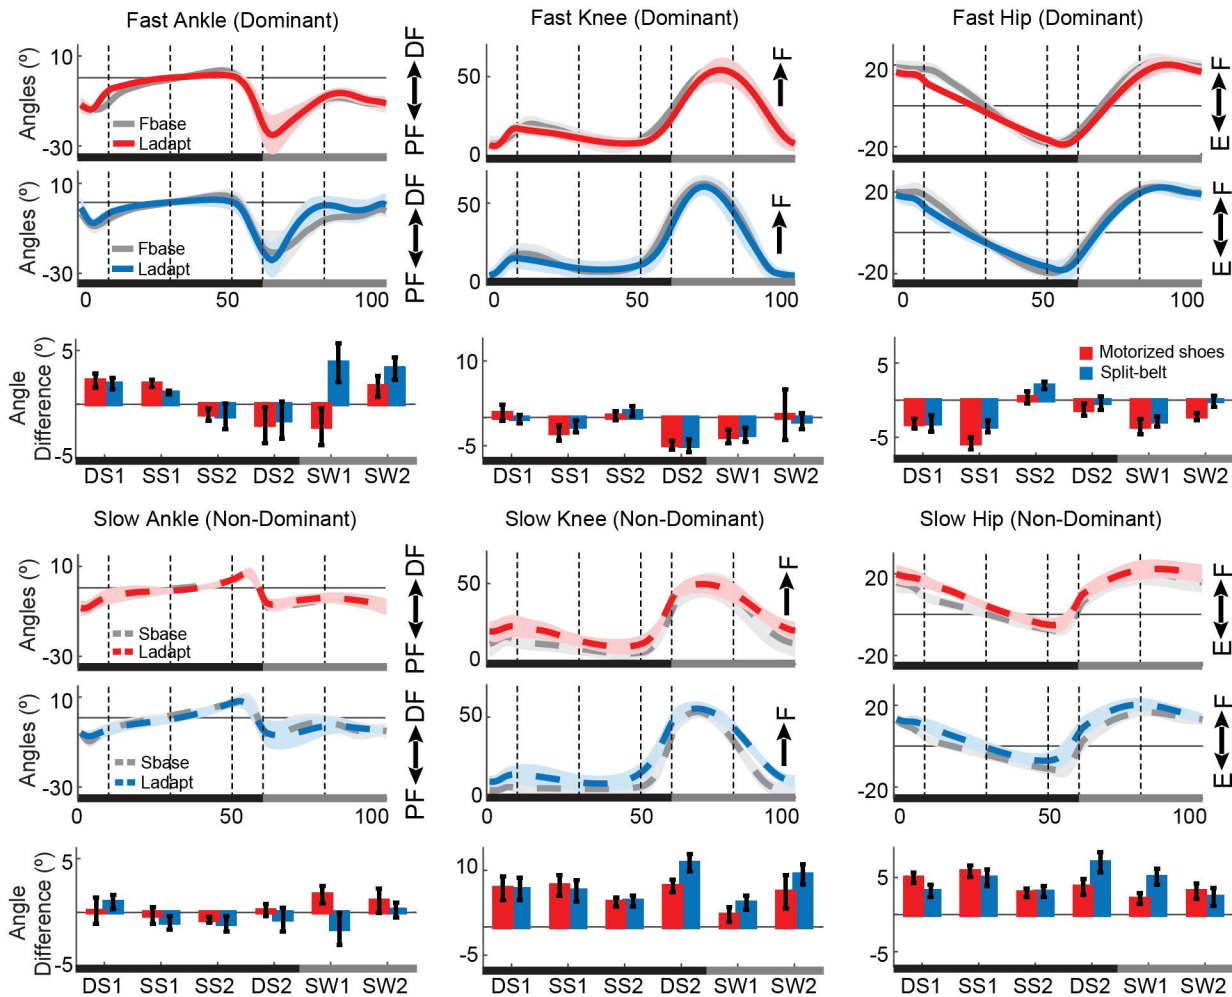 Fast Ankle (Dominant)
Fast Knee (Dominant)
Fast Hip (Dominant)
Angles (º)
10
-30
Fbase
Ladapt
PF
DF
50
0
F
20
-20
E
F
Angles (º)
10
-30
Fbase
Ladapt
PF
DF
0
50
100
50
0
F
0
50
100
20
-20
E
F
0
50
100
Angle
Difference (º)
5
-5
DS1
SS1
SS2
DS2
SW1
SW2
10
-5
DS1
SS1
SS2
DS2
SW1
SW2
5
-5
Motorized shoes
Split-belt
DS1
SS1
SS2
DS2
SW1
SW2
Slow Ankle (Non-Dominant)
Slow Knee (Non-Dominant)
Slow Hip (Non-Dominant)
Angles (º)
10
-30
Sbase
Ladapt
PF
DF
50
0
F
20
-20
E
F
Angles (º)
10
-30
Sbase
Ladapt
PF
DF
0
50
100
50
0
F
0
50
100
20
-20
E
F
0
50
100
Angle
Difference (º)
5
-5
DS1
SS1
SS2
DS2
SW1
SW2
10
-5
DS1
SS1
SS2
DS2
SW1
SW2
5
-5
DS1
SS1
SS2
DS2
SW1
SW2